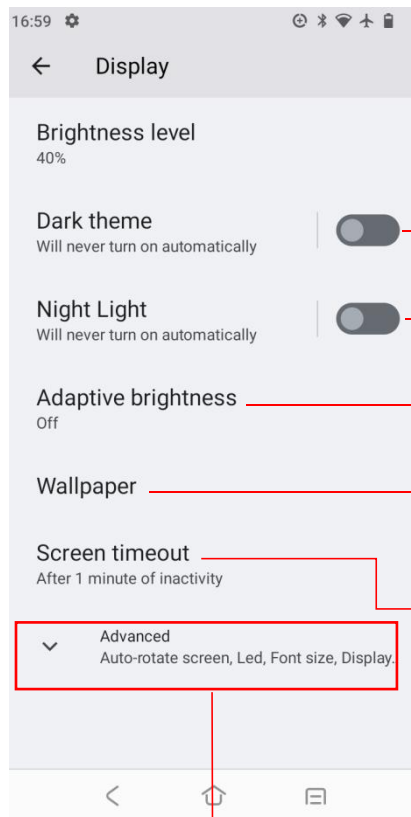 16:59
Display
Brightness level
40%
Dark theme
Will never turn on automatically
Night Light
Will never turn on automatically
Adaptive brightness
Off
Wallpaper
Screen timeout
After 1 minute of inactivity
Advanced
Auto-rotate screen, Led, Font size, Display.